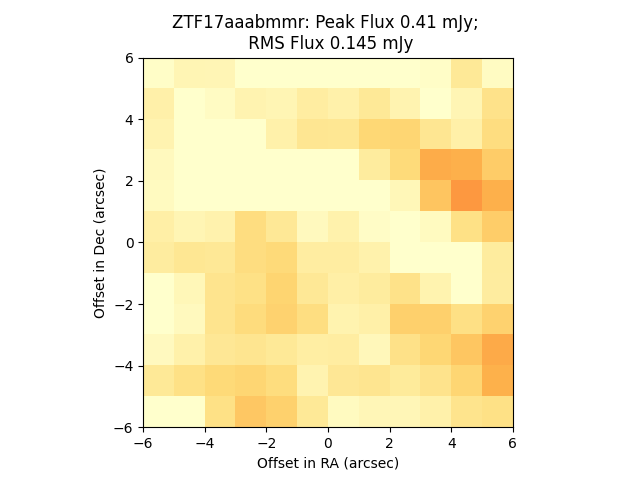 ZTF17aaabmmr: Peak Flux 0.41 mJy;
RMS Flux 0.145 mJy
6
4
2
0
−2
−4
−6
Offset in Dec (arcsec)
−6 −4 −2 0 2 4 6
Offset in RA (arcsec)